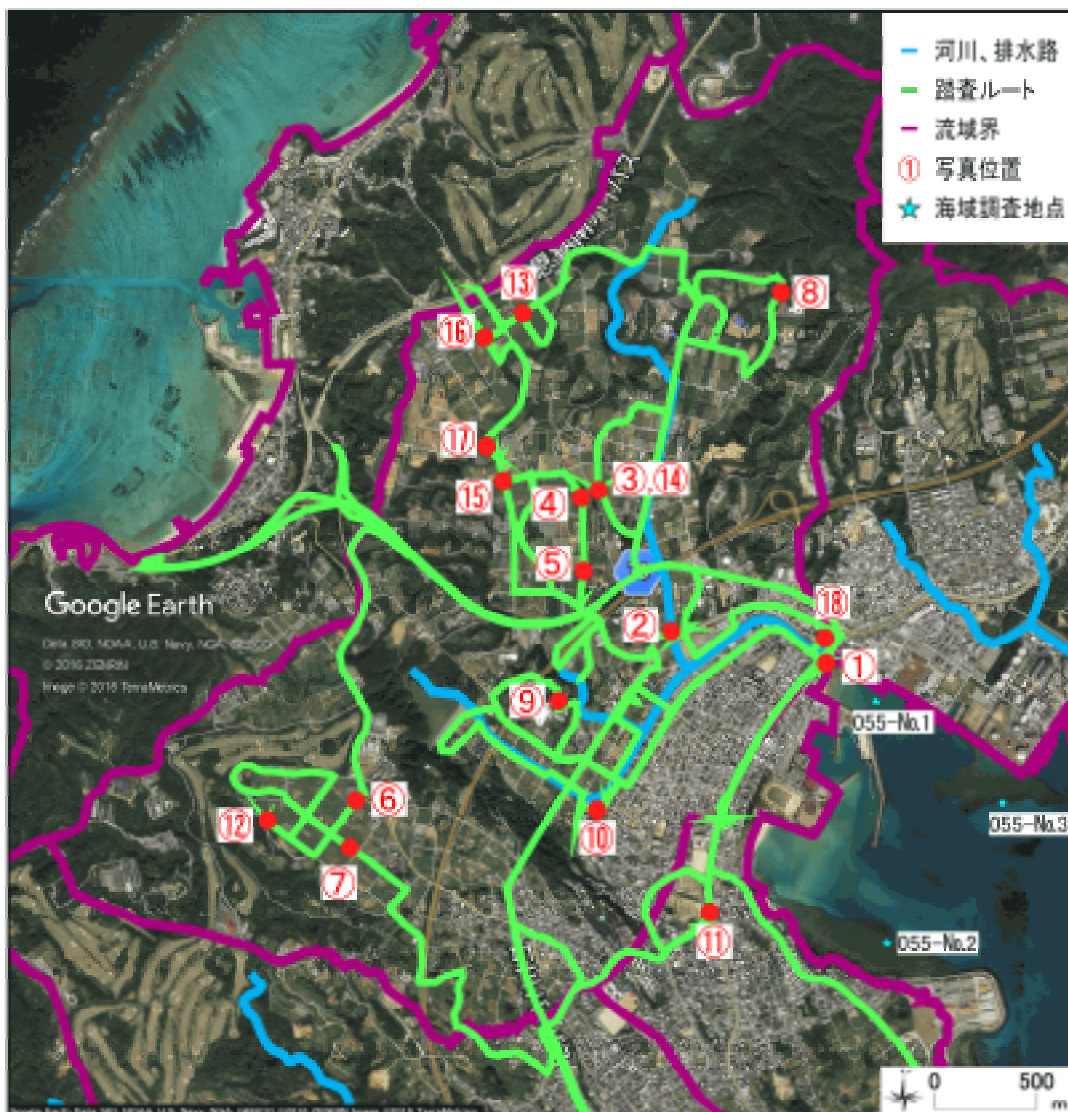 河川、排水路
踏査ルート
流域界
① 写真位置
海域調査地点
⑬
⑧
⑯
⑰
⑮
④
③、⑭
⑤
Google Earth
②
⑱
①
© 2016 ZENRIN
Image © 2016 TerraMetrics
⑨
055-No.1
⑥
⑫
⑩
055-No.3
⑦
⑪
055-No.2
0 500
m